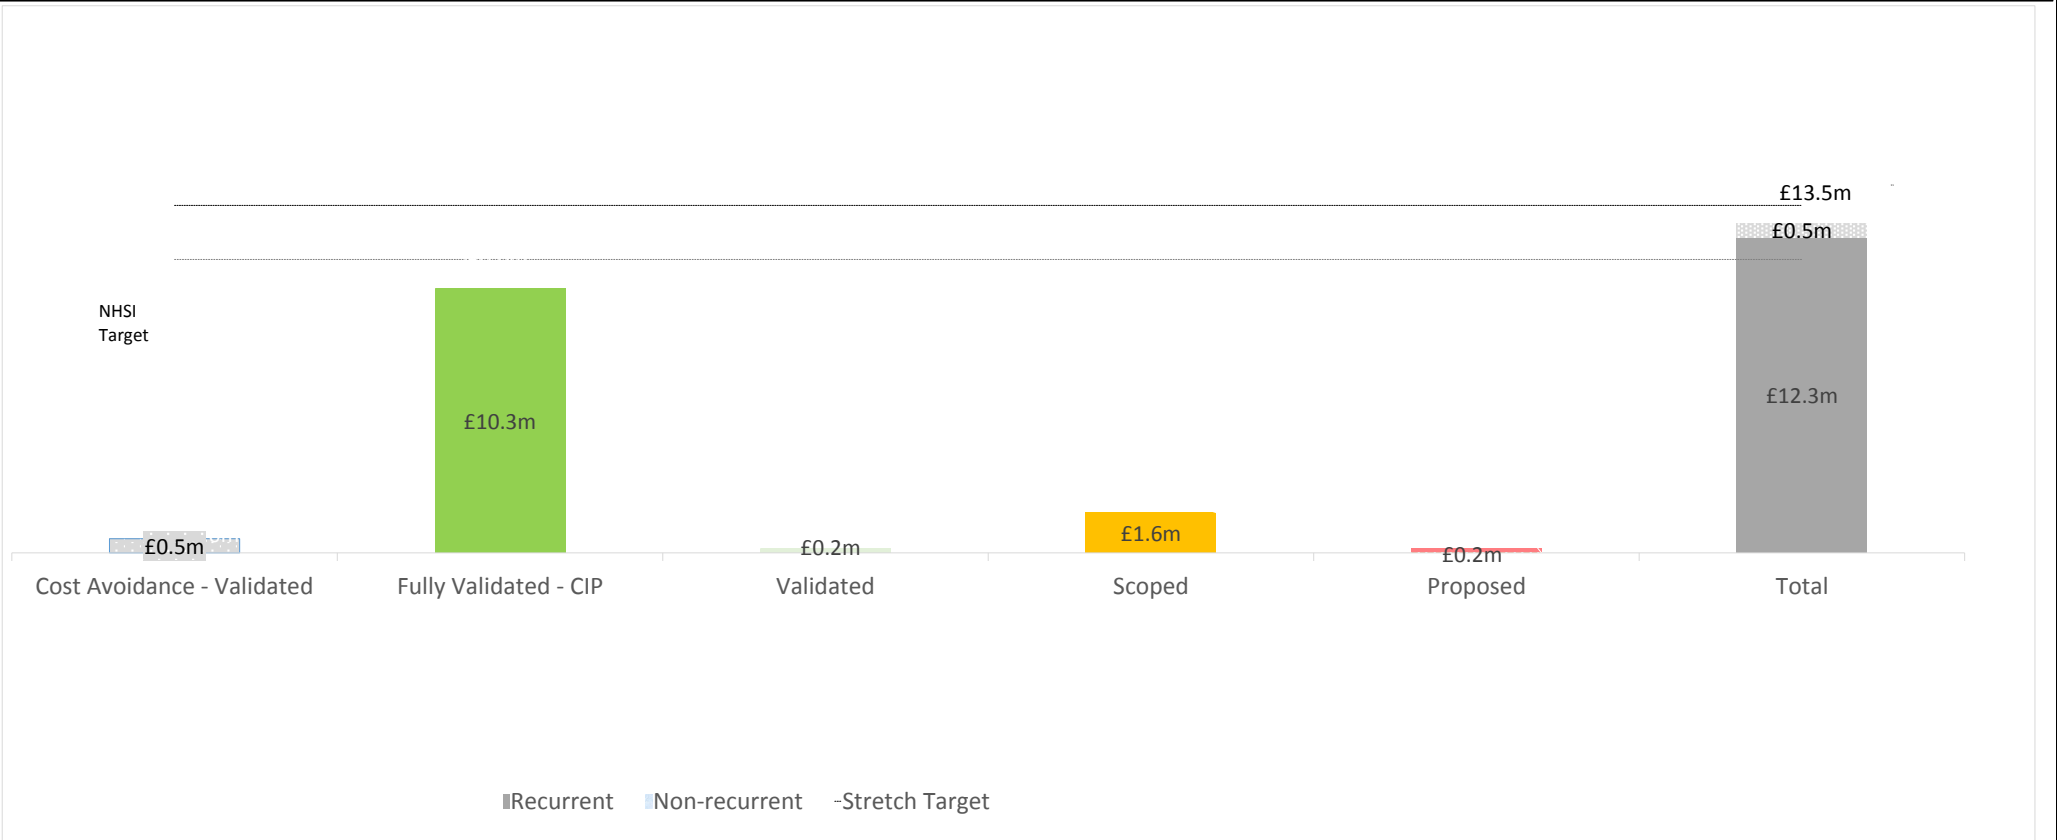 £13.5m
£0.5m
NHSI
Target
£12.3m
£10.3m
£1.6m
£0.5m
£0.2m
£0.2m
Cost Avoidance - Validated
Fully Validated - CIP
Validated
Scoped
Proposed
Total
Recurrent
Non-recurrent
Stretch Target